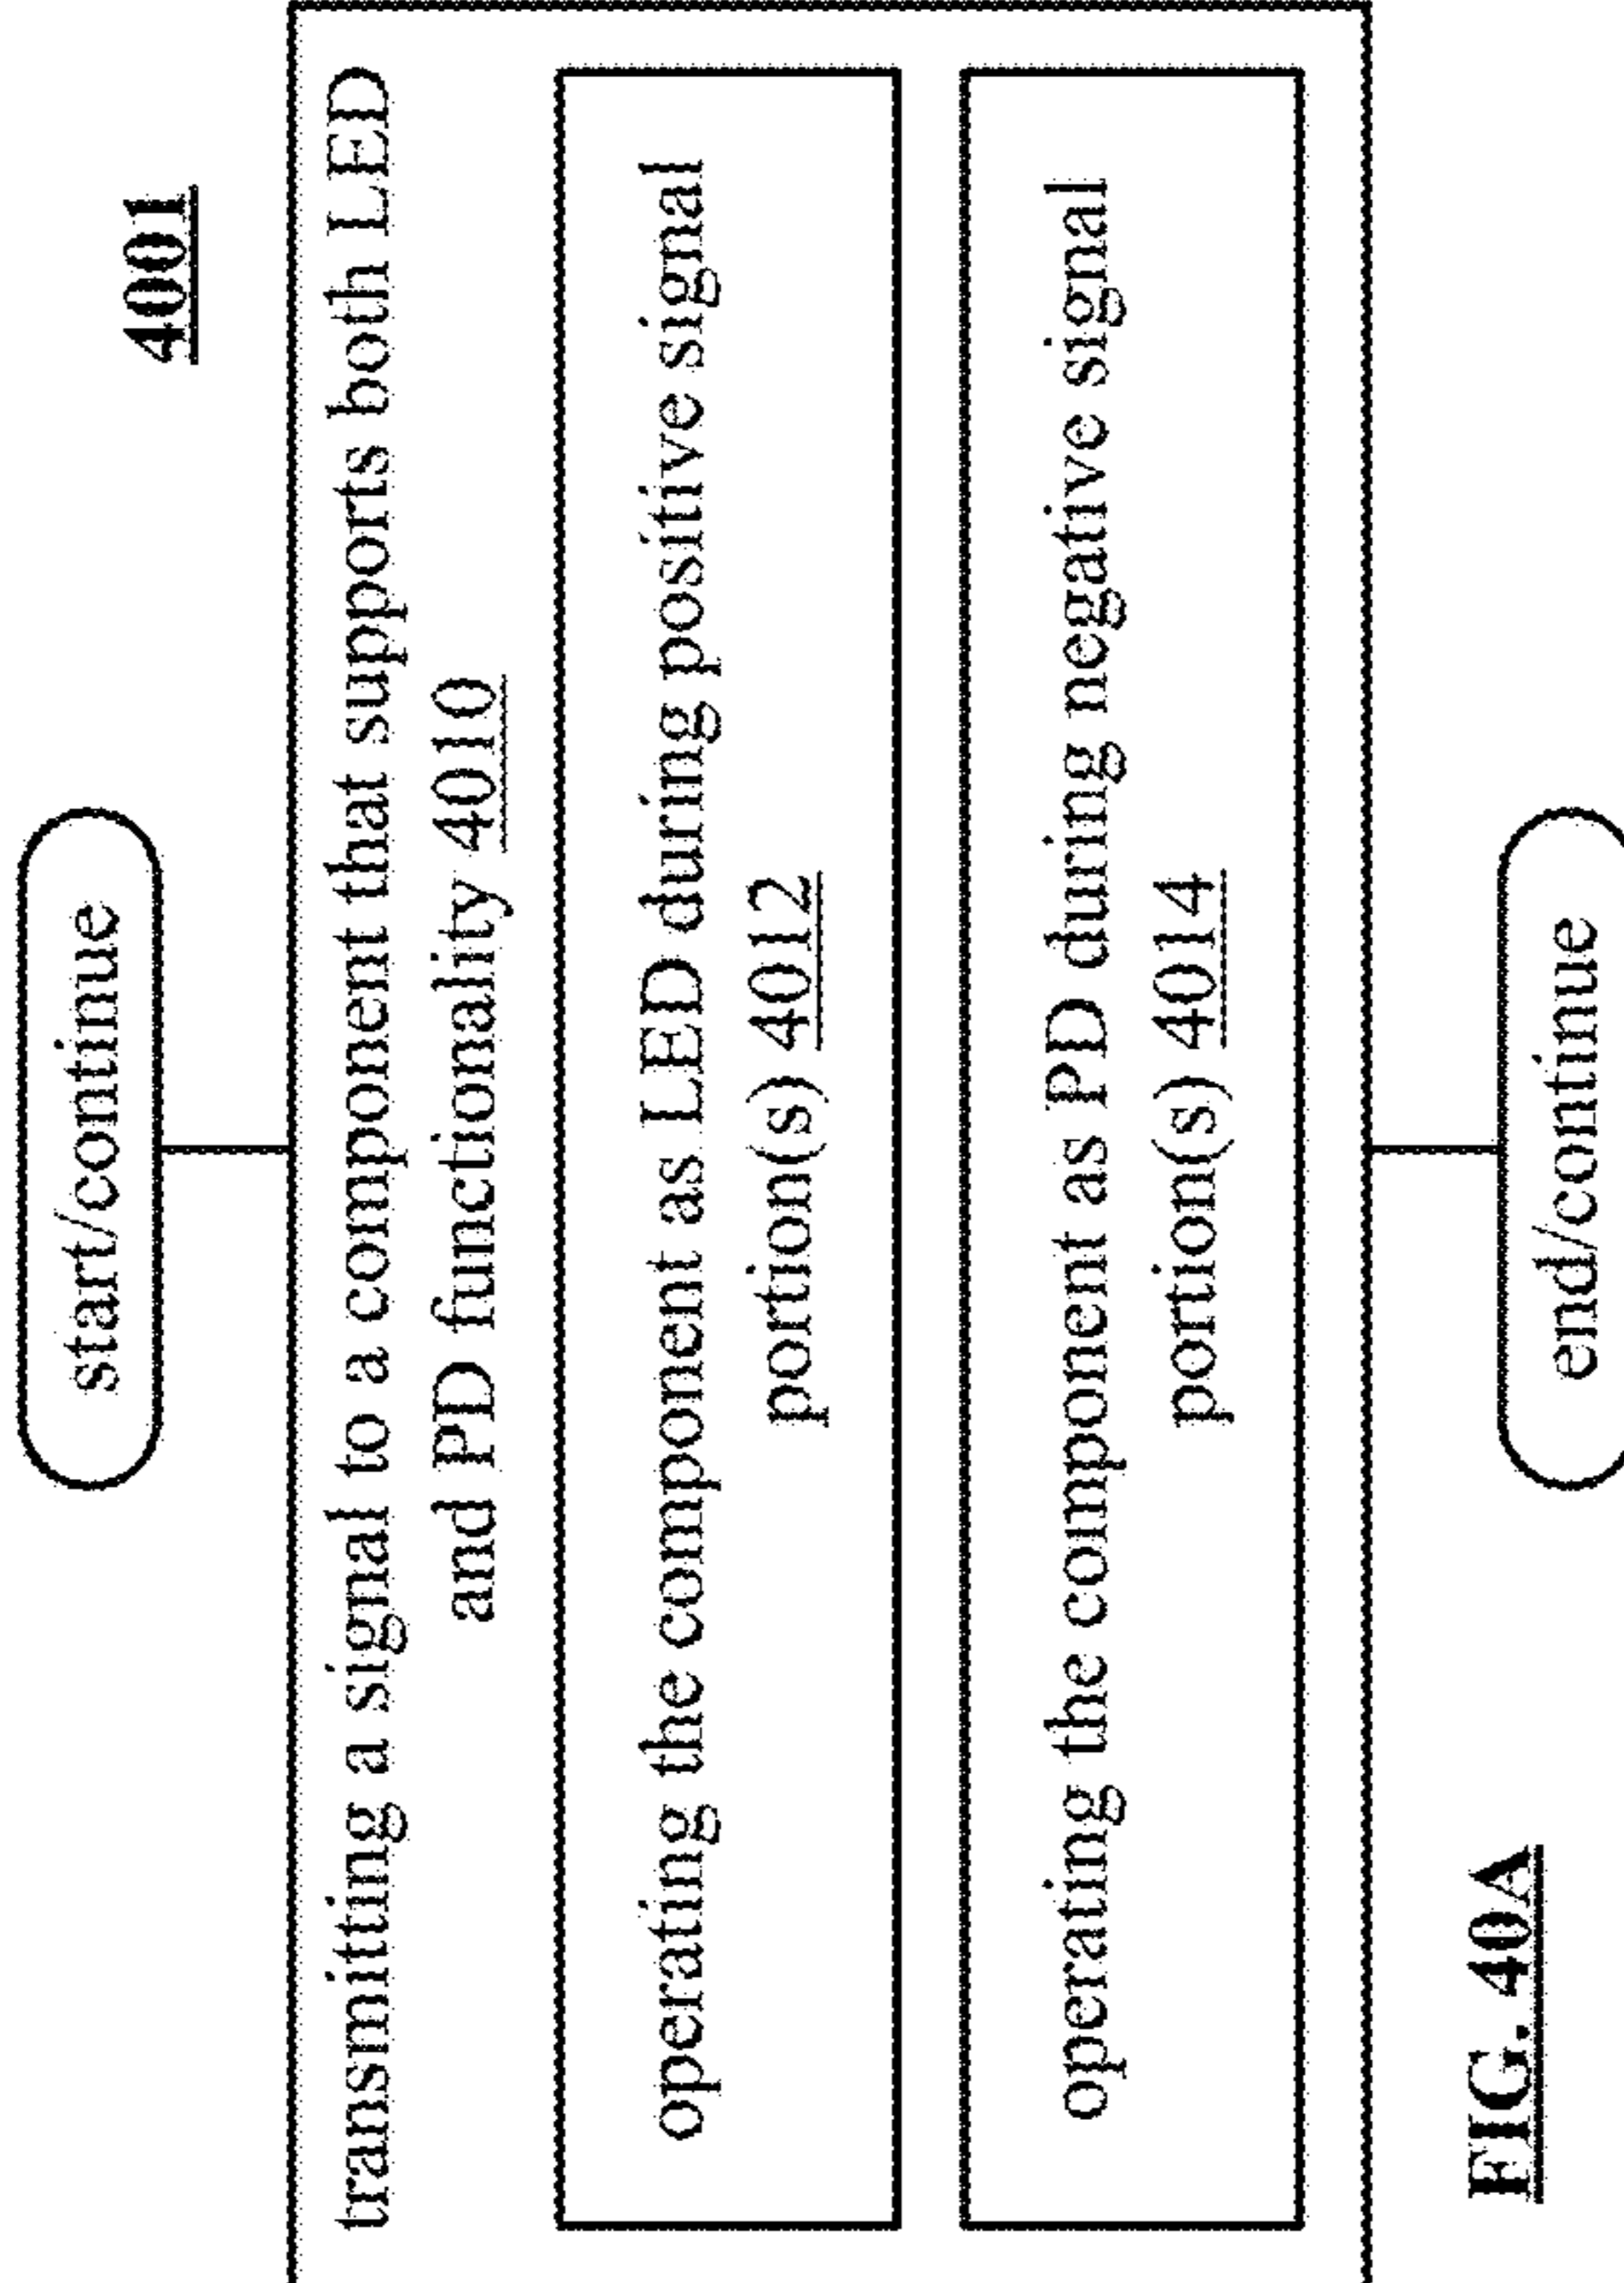 4001
start/continue
transmitting a signal to a component that supports both LED
and PD functionality 4010
operating the component as LED during positive signal
portion(s) 4012
operating the component as PD during negative signal
portion(s) 4014
end/continue
FIG. 40A